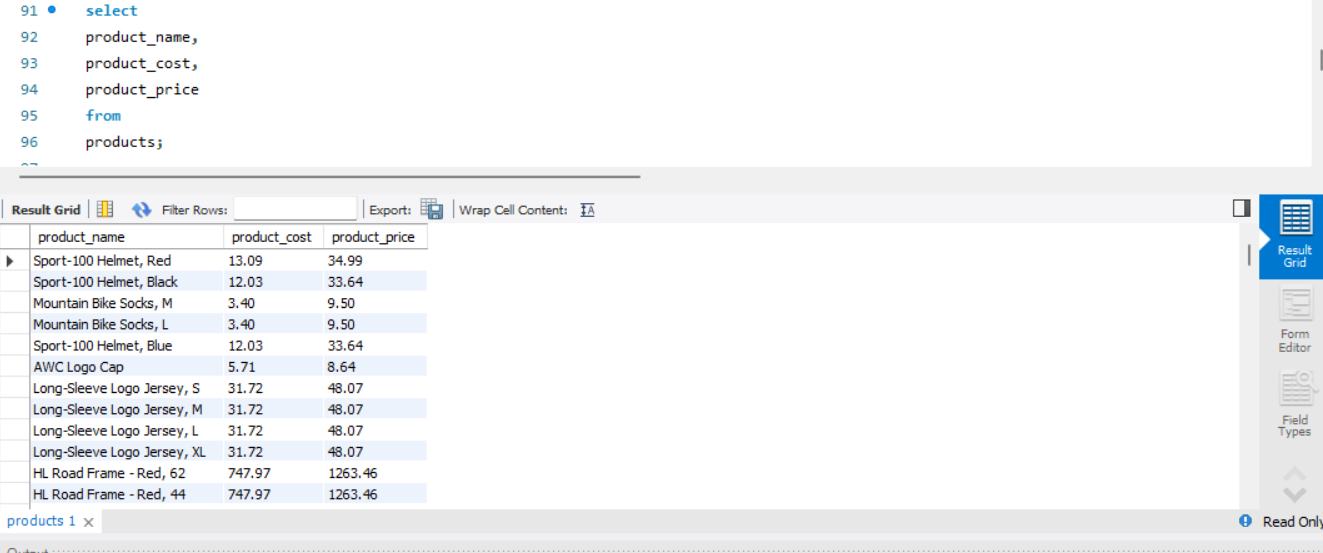 91 select
92 product_name,
93 product_cost,
94 product_price
95 from
96 products;
97
Result Grid Filter Rows: Export: Wrap Cell Content: IA
product_name product_cost product_price
Sport-100 Helmet, Red 13.09 34.99
Sport-100 Helmet, Black 12.03 33.64
Mountain Bike Socks, M 3.40 9.50
Mountain Bike Socks, L 3.40 9.50
Sport-100 Helmet, Blue 12.03 33.64
AWC Logo Cap 5.71 8.64
Long-Sleeve Logo Jersey, S 31.72 48.07
Long-Sleeve Logo Jersey, M 31.72 48.07
Long-Sleeve Logo Jersey, L 31.72 48.07
Long-Sleeve Logo Jersey, XL 31.72 48.07
HL Road Frame - Red, 62 747.97 1263.46
HL Road Frame - Red, 44 747.97 1263.46
Result
Grid
Form
Editor
Field
Types
products 1
Read Only
Output